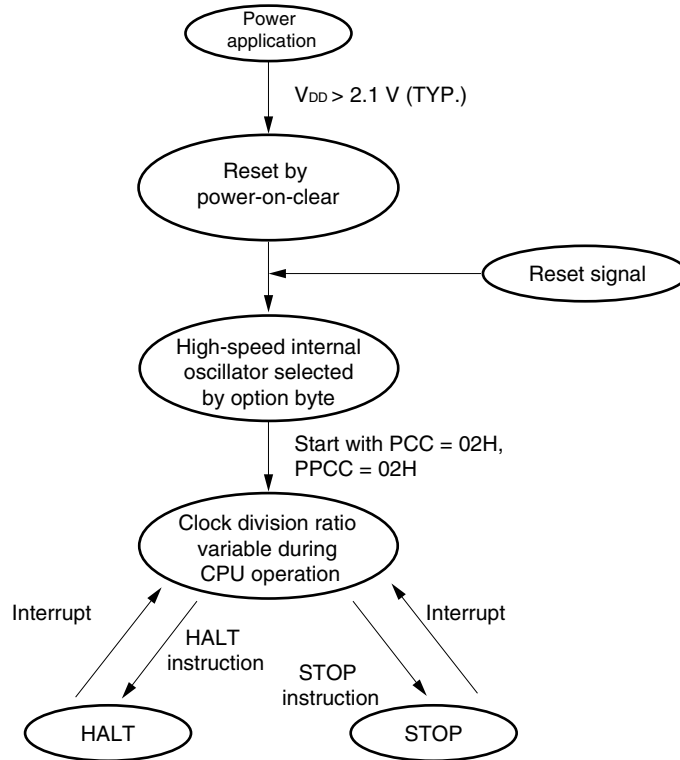 Power
application
VDD > 2.1 V (TYP.)
Reset by
power-on-clear
Reset signal
High-speed internal
oscillator selected
by option byte
Start with PCC = 02H,
PPCC = 02H
Clock division ratio
variable during
CPU operation
Interrupt
Interrupt
HALT
instruction
STOP
instruction
HALT
STOP